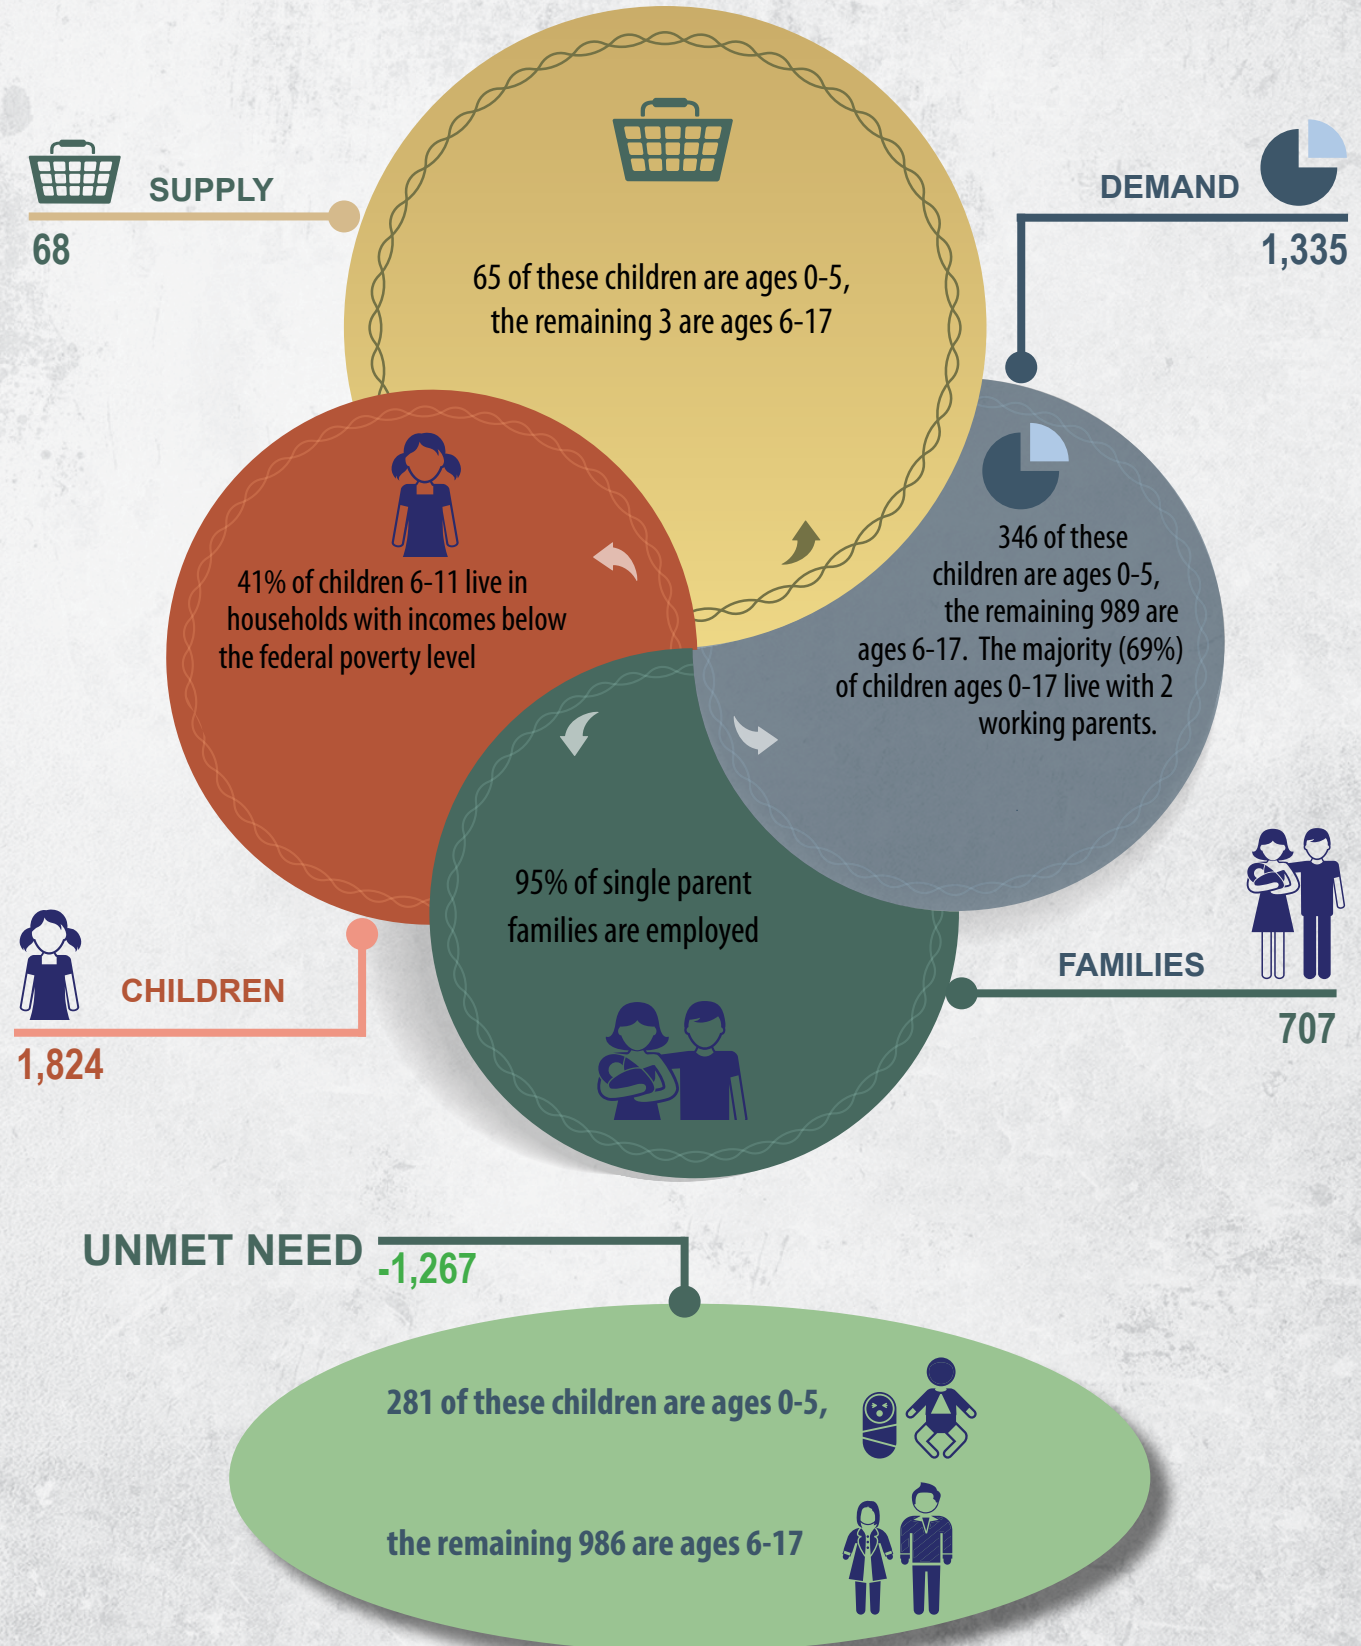 SUPPLY
68
DEMAND
1,335
65 of these children are ages 0-5,
the remaining 3 are ages 6-17
346 of these
children are ages 0-5,
the remaining 989 are
ages 6-17. The majority (69%)
of children ages 0-17 live with 2
working parents.
41% of children 6-11 live in
households with incomes below
the federal poverty level
95% of single parent
families are employed
CHILDREN
1,824
FAMILIES
707
UNMET NEED
-1,267
281 of these children are ages 0-5,
the remaining 986 are ages 6-17